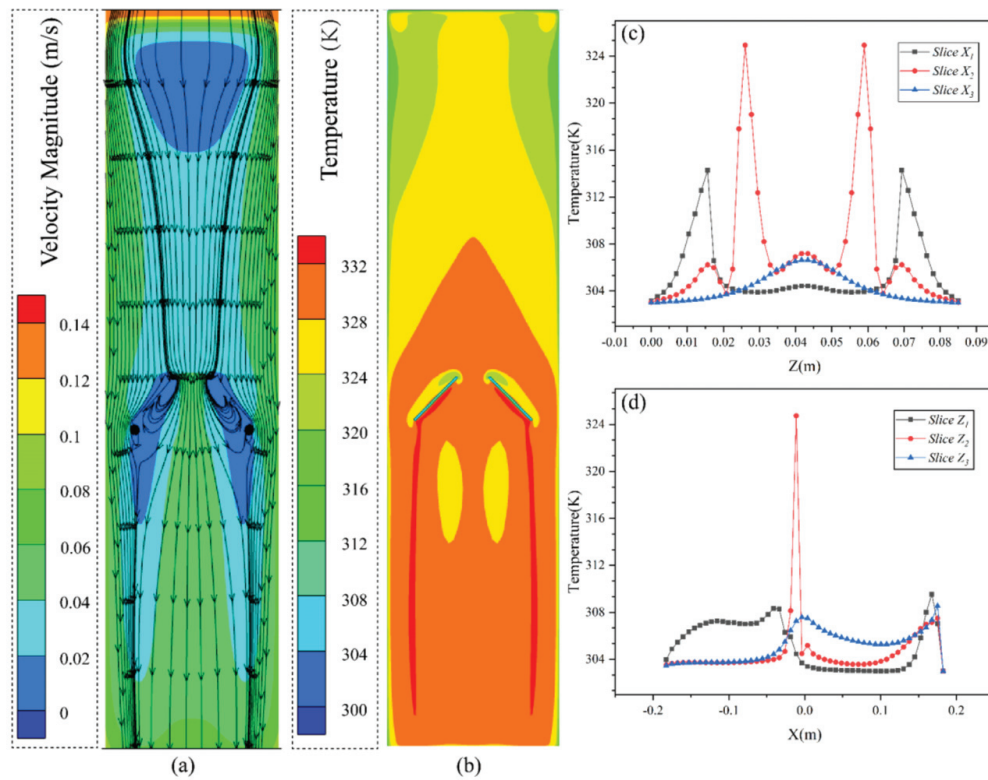 Velocity Magnitude (m/s)
0.14
0.12
0.1
0.08
0.06
0.04
0.02
0
(a)
Temperature (K)
332
328
324
320
316
312
308
304
300
(b)
(c)
Slice X1
Slice X2
Slice X3
Temperature(K)
324
320
316
312
308
304
-0.01 0.00 0.01 0.02 0.03 0.04 0.05 0.06 0.07 0.08 0.09
Z(m)
(d)
Slice Z1
Slice Z2
Slice Z3
Temperature(K)
324
320
316
312
308
304
-0.2 -0.1 0.0 0.1 0.2
X(m)